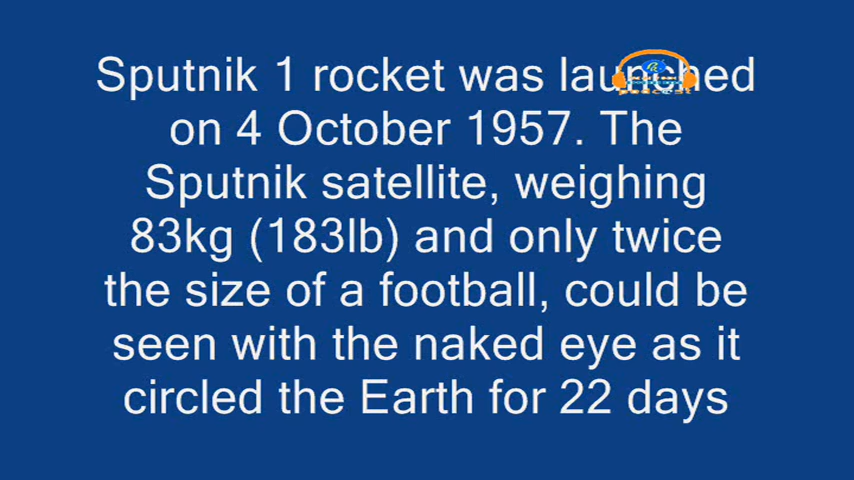 Sputnik 1 rocket was launched
on 4 October 1957. The
Sputnik satellite, weighing
83kg (183lb) and only twice
the size of a football, could be
seen with the naked eye as it
circled the Earth for 22 days